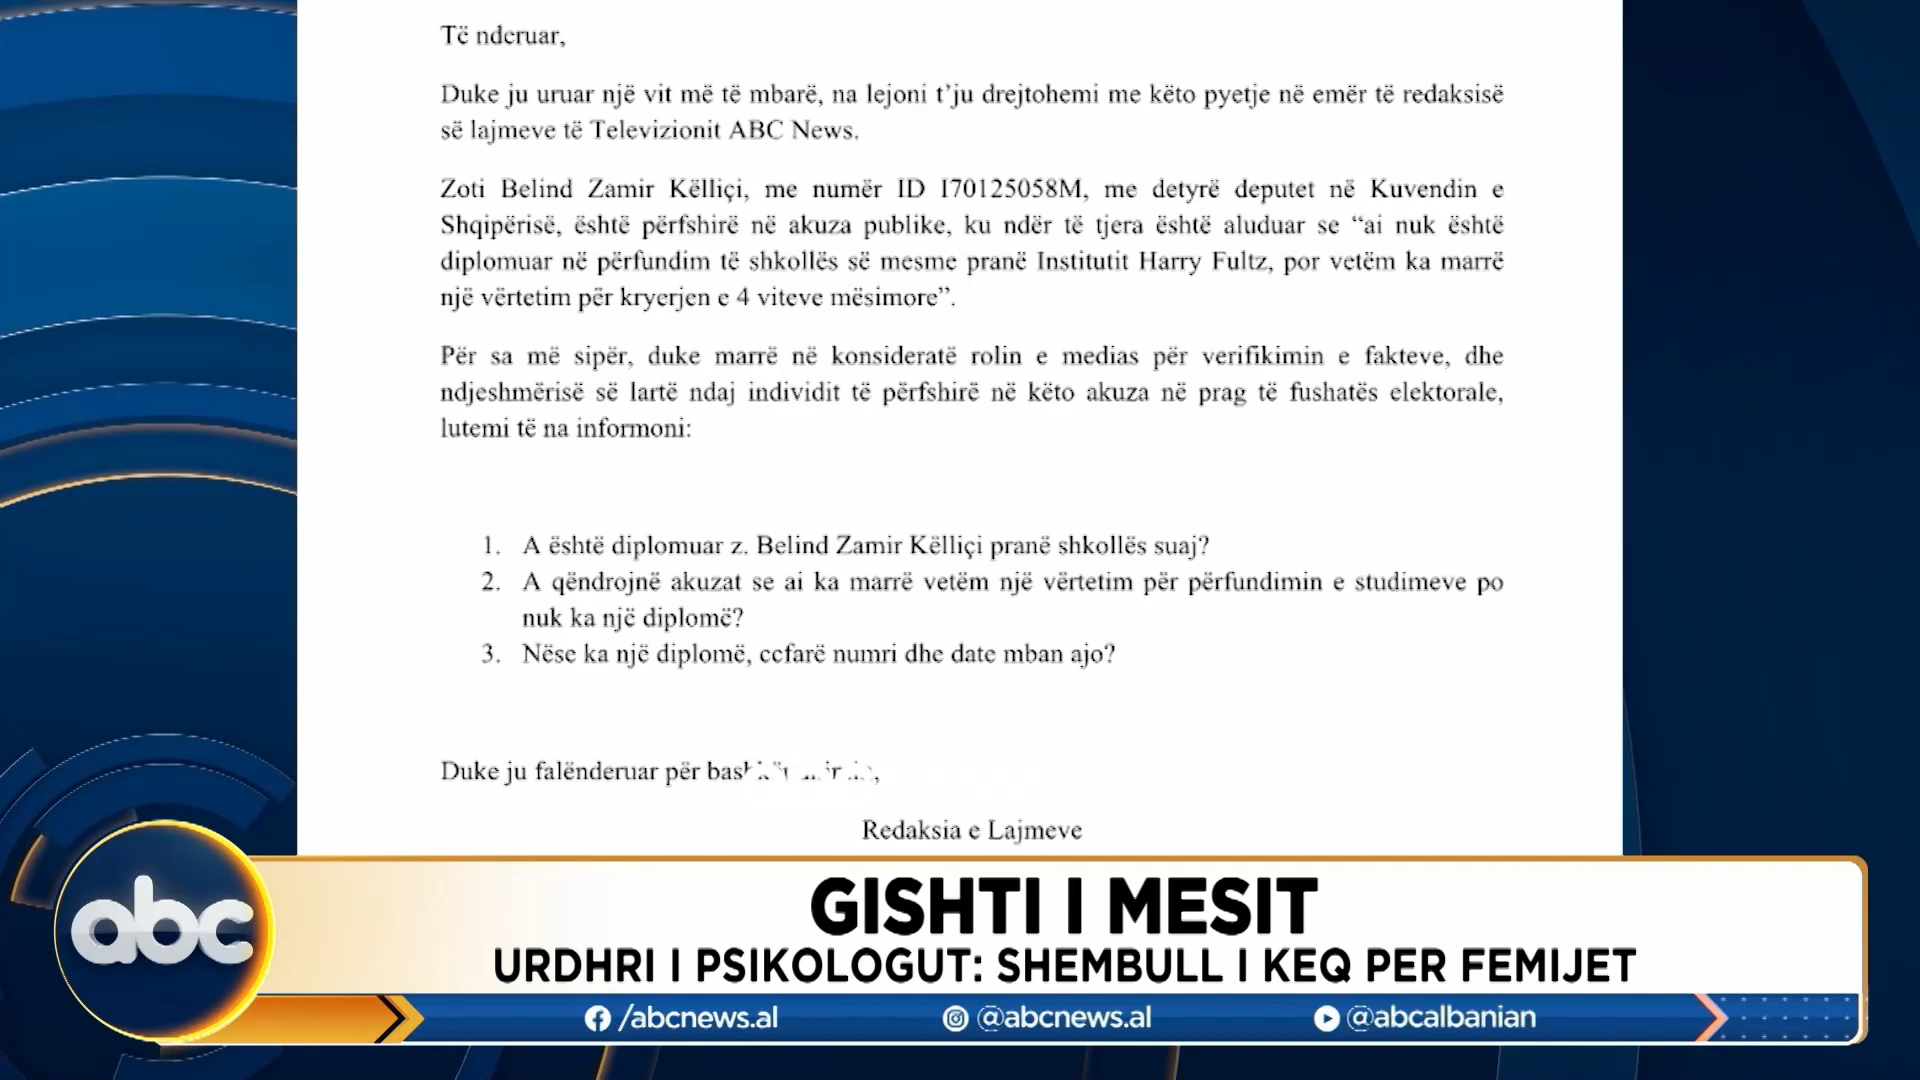 Të nderuar,
Duke ju uruar një vit më të mbarë, na lejoni t’ju drejtohemi me këto pyetje në emër të redaksisë
së lajmeve të Televizionit ABC News.
Zoti Belind Zamir Këlliçi, me numër ID I70125058M, me detyrë deputet në Kuvendin e
Shqipërisë, është përfshirë në akuza publike, ku ndër të tjera është aluduar se “ai nuk është
diplomuar në përfundim të shkollës së mesme pranë Institutit Harry Fultz, por vetëm ka marrë
një vërtetim për kryerjen e 4 viteve mësimore”.
Për sa më sipër, duke marrë në konsideratë rolin e medias për verifikimin e fakteve, dhe
ndjeshmërisë së lartë ndaj individit të përfshirë në këto akuza në prag të fushatës elektorale,
lutemi të na informoni:
1. A është diplomuar z. Belind Zamir Këlliçi pranë shkollës suaj?
2. A qëndrojnë akuzat se ai ka marrë vetëm një vërtetim për përfundimin e studimeve po
nuk ka një diplomë?
3. Nëse ka një diplomë, ccfarë numri dhe date mban ajo?
Duke ju falënderuar për
Redaksia e Lajmeve
abc
GISHTI I MESIT
URDHRI I PSIKOLOGUT: SHEMBULL I KEQ PER FEMIJET
/abcnews.al @abcnews.al @abcalbanian